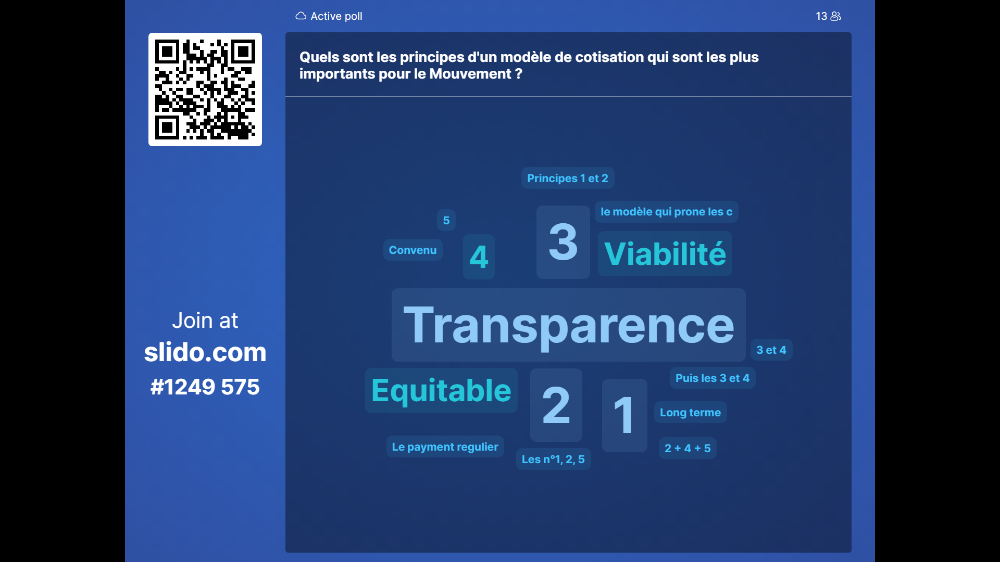 Active poll
13
Quels sont les principes d'un modèle de cotisation qui sont les plus
importants pour le Mouvement ?
Join at
slido.com
#1249 575
Principes 1 et 2
le modèle qui prone les c
5
3
Convenu
4
Viabilité
Transparence
3 et 4
Equitable
2
1
Puis les 3 et 4
Long terme
Le payment regulier
Les n°1, 2, 5
2 + 4 + 5